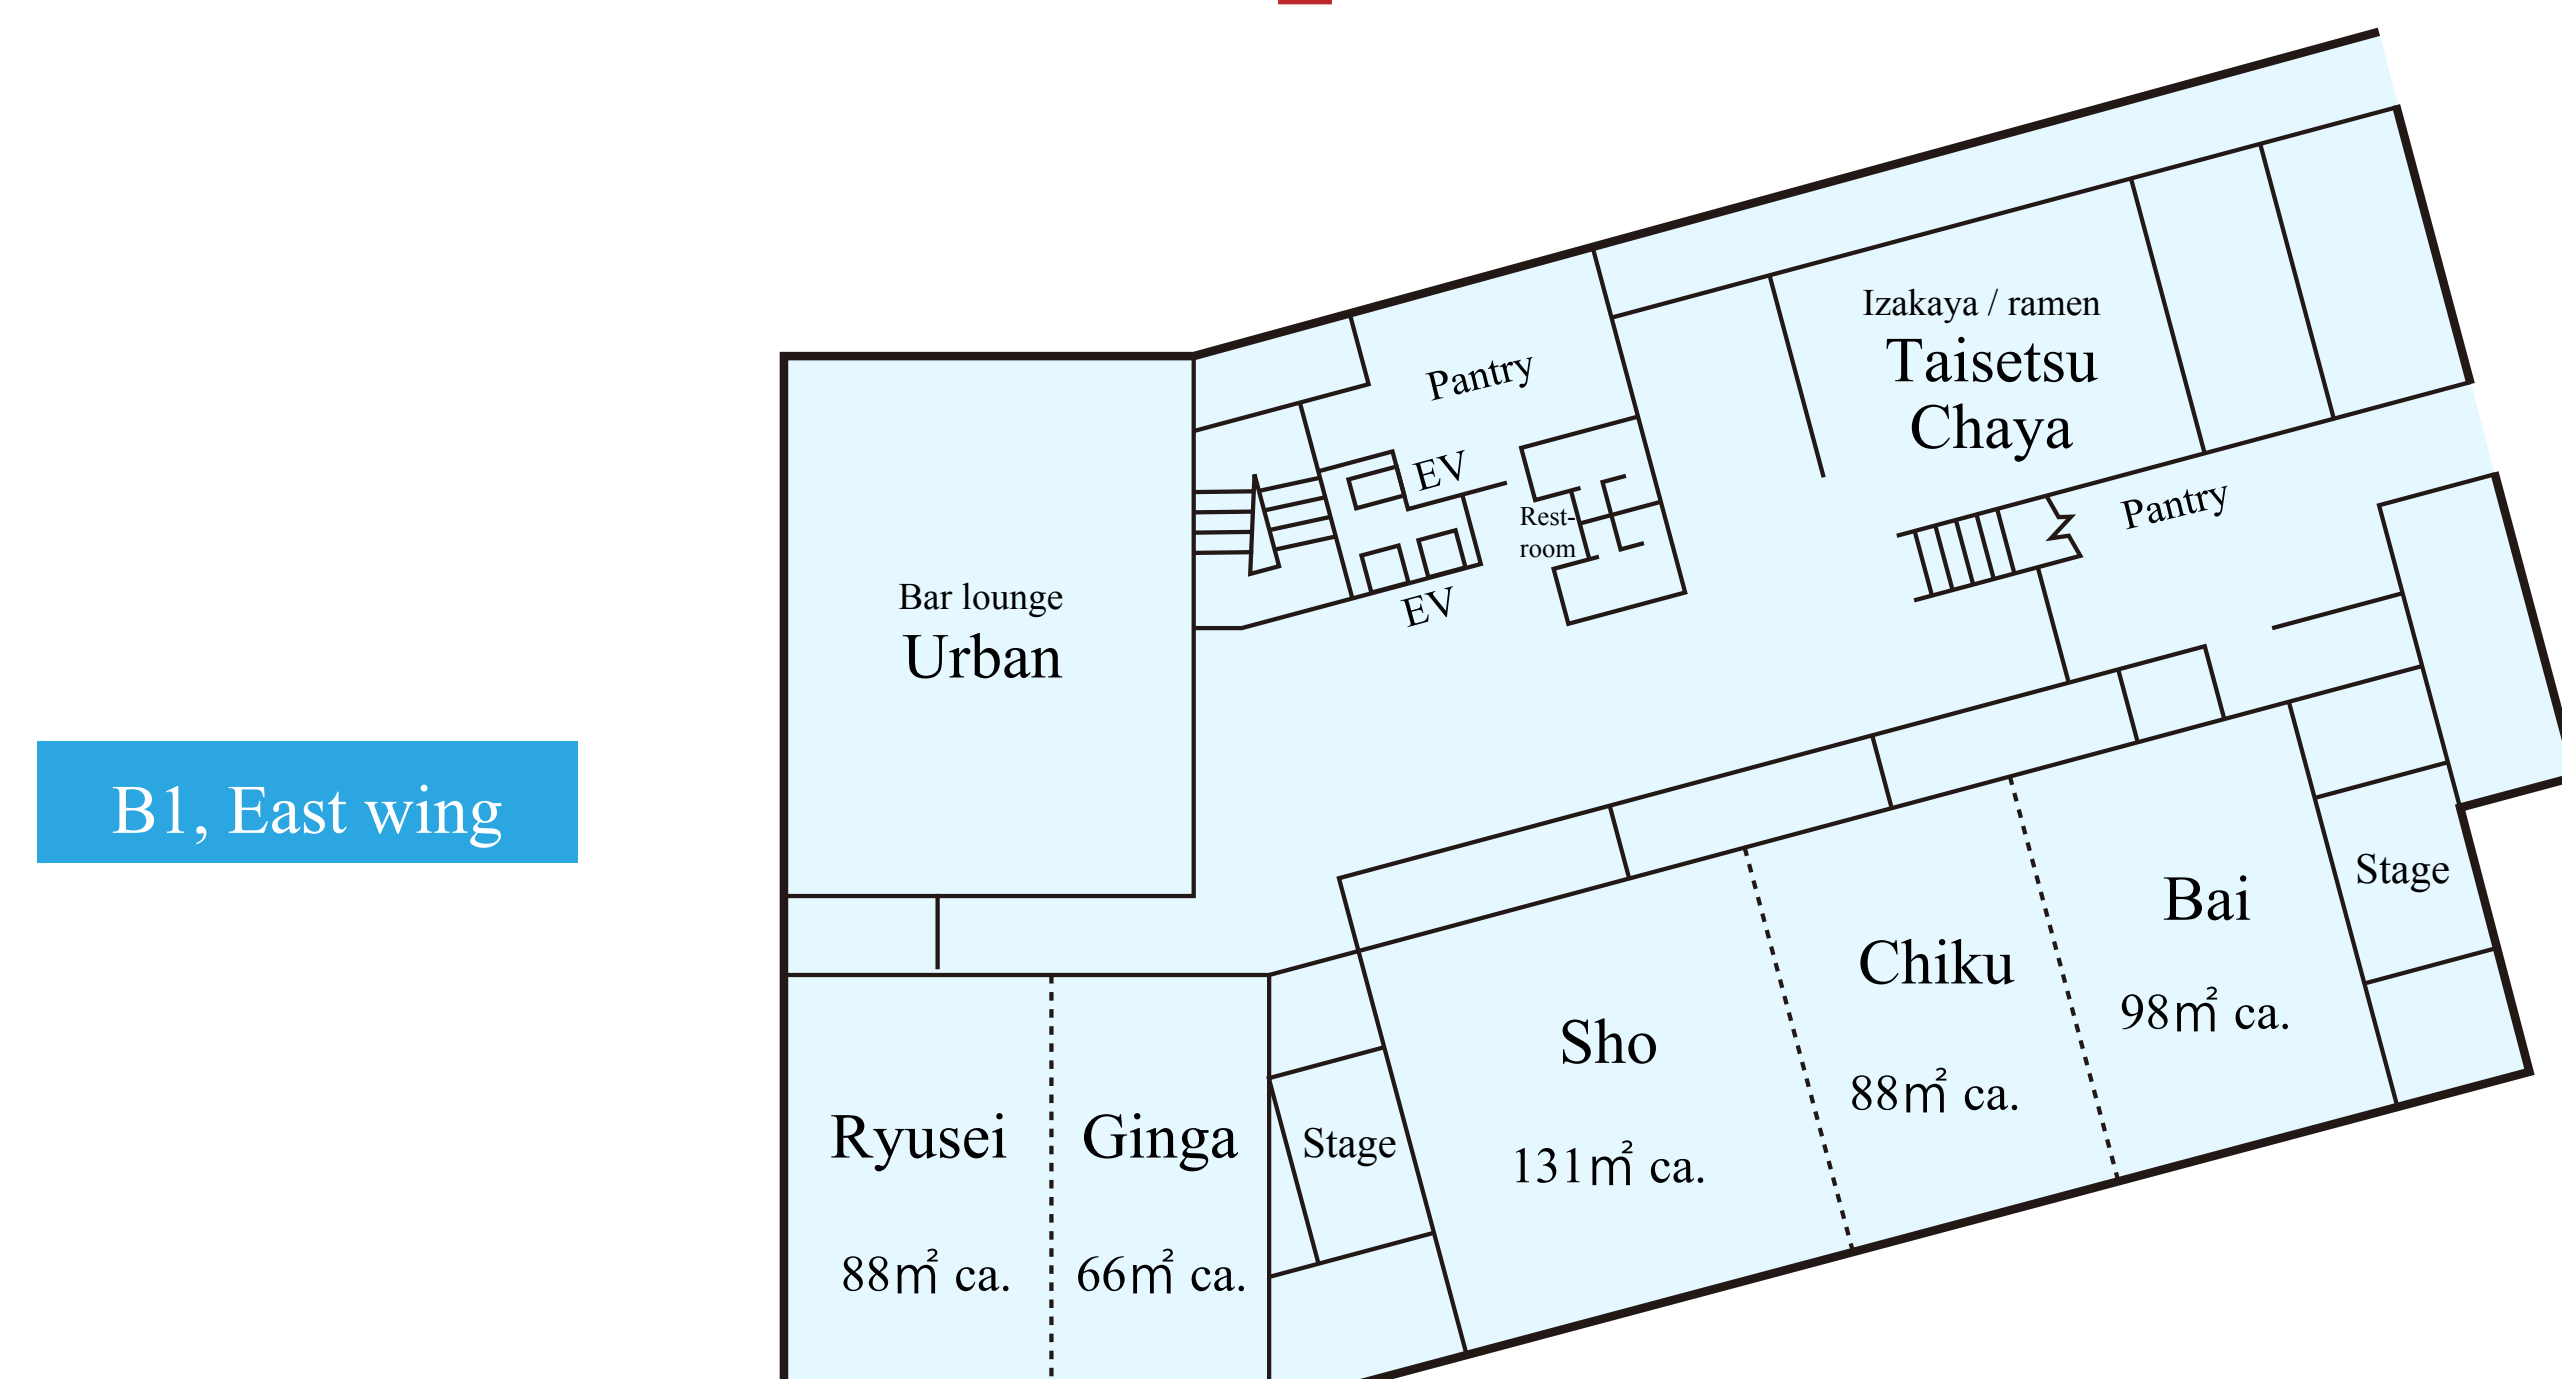 Izakaya / ramen
Taisetsu
Chaya
Pantry
EV
Rest-
room
Pantry
EV
Bar lounge
Urban
B1, East wing
Stage
Bai
98㎡ ca.
Chiku
88㎡ ca.
Sho
131㎡ ca.
Stage
Ryusei
88㎡ ca.
Ginga
66㎡ ca.